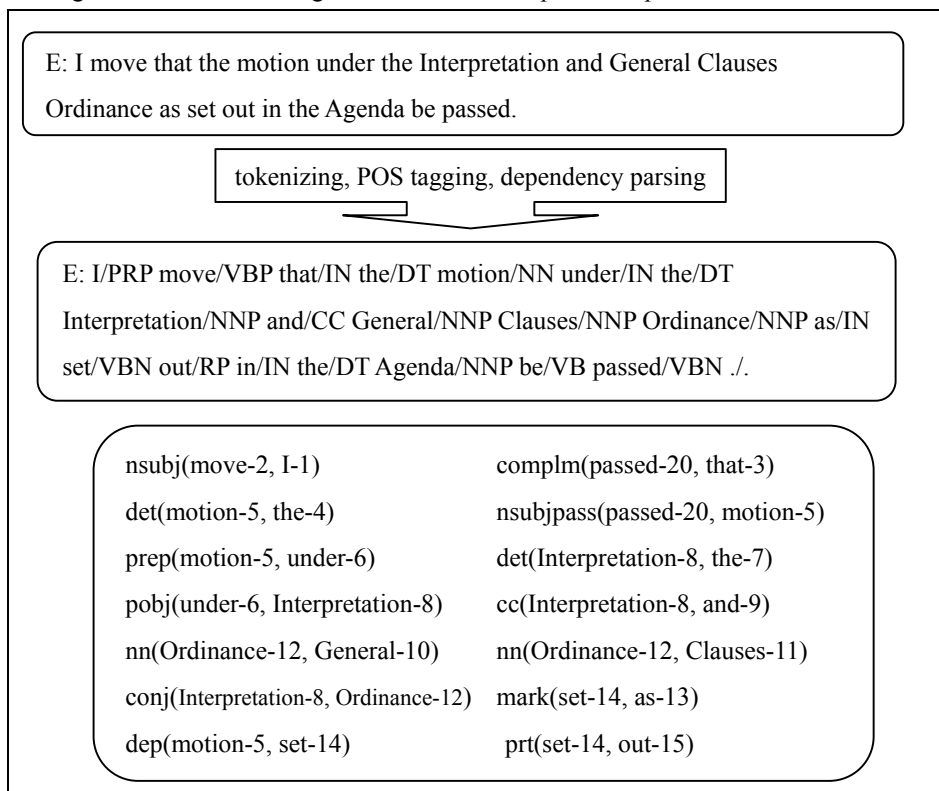 E: I move that the motion under the Interpretation and General Clauses
Ordinance as set out in the Agenda be passed.
tokenizing, POS tagging, dependency parsing
E: I/PRP move/VBP that/IN the/DT motion/NN under/IN the/DT
Interpretation/NNP and/CC General/NNP Clauses/NNP Ordinance/NNP as/IN
set/VBN out/RP in/IN the/DT Agenda/NNP be/VB passed/VBN ./.
nsubj(move-2, I-1) complm(passed-20, that-3)
det(motion-5, the-4) nsubjpass(passed-20, motion-5)
prep(motion-5, under-6) det(Interpretation-8, the-7)
pobj(under-6, Interpretation-8) cc(Interpretation-8, and-9)
nn(Ordinance-12, General-10) nn(Ordinance-12, Clauses-11)
conj(Interpretation-8, Ordinance-12) mark(set-14, as-13)
dep(motion-5, set-14) prt(set-14, out-15)